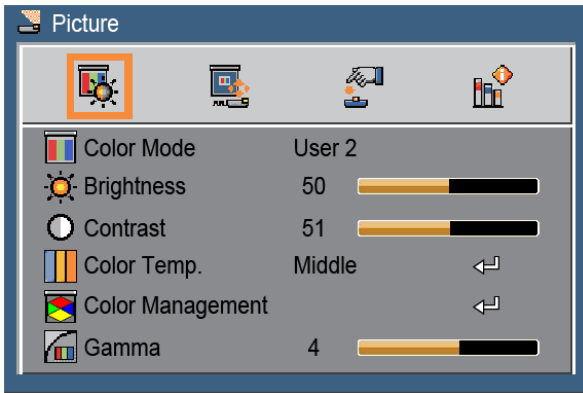 Picture
Color Mode User 2
Brightness 50
Contrast 51
Color Temp. Middle
Color Management
Gamma 4